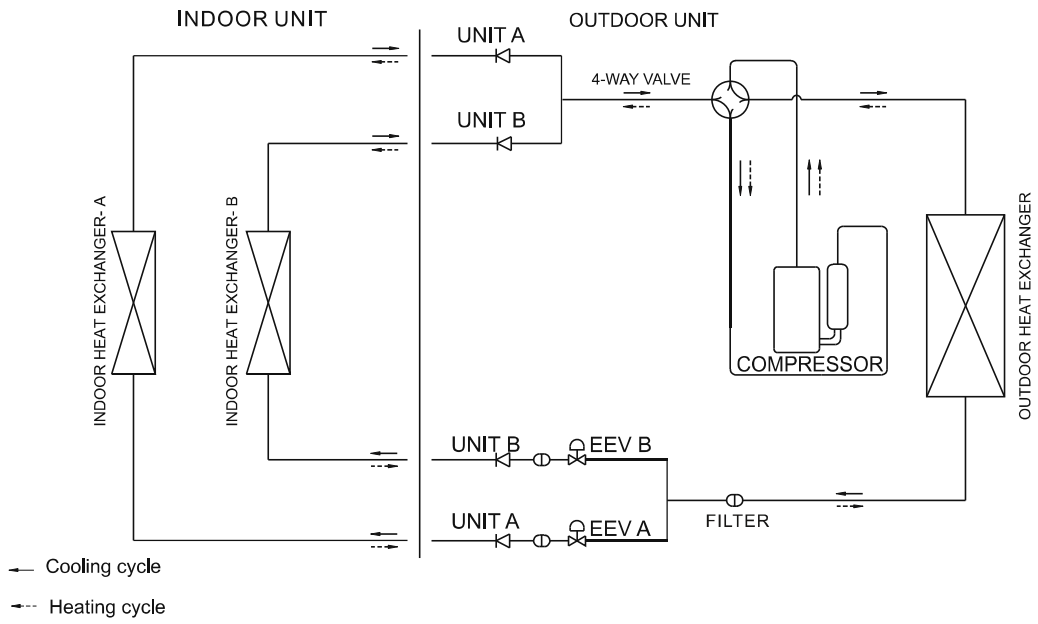 INDOOR UNIT
OUTDOOR UNIT
UNIT A
4-WAY VALVE
UNIT B
INDOOR HEAT EXCHANGER- A
INDOOR HEAT EXCHANGER- B
OUTDOOR HEAT EXCHANGER
COMPRESSOR
UNIT B
EEV B
UNIT A
EEV A
FILTER
Cooling cycle
Heating cycle